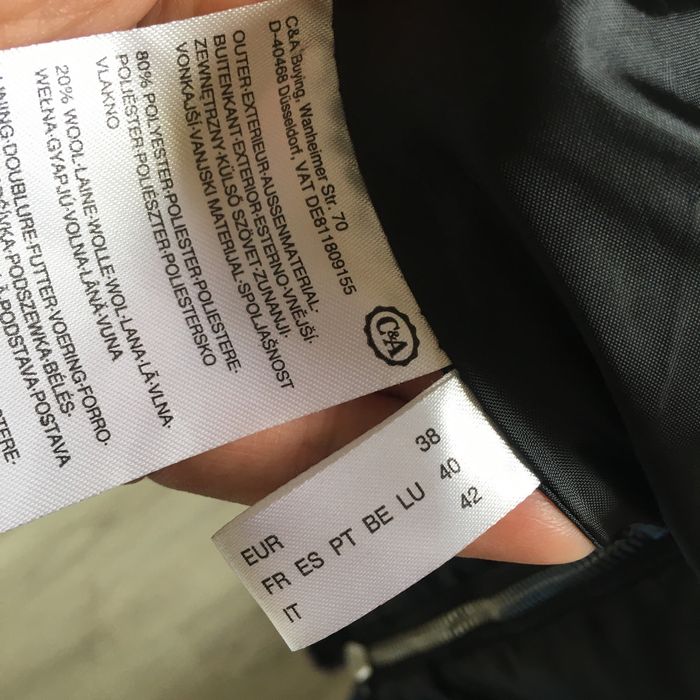 C&A Buying, Wanheimer Str. 70
D-40468 Düsseldorf, VAT DE811809155
OUTER·EXTERIEUR·AUSSENMATERIAL·
BUITENKANT·EXTERIOR·ESTERNO·VNĚJŠÍ·
ZEWNĘTRZNY·KÜLSŐ SZÖVET·ZUNANJI·
VONKAJŠÍ·VANJSKI MATERIJAL·SPOLJAŠNOST
80% POLYESTER·POLIESTER·POLIESTERE·
POLIÉSTER·POLIESZTER·POLIESTERSKO
VLAKNO
20% WOOL·LAINE·WOLLE·WOL·LANA·LÃ·VLNA·
WEŁNA·GYAPJÚ·VOLNA·LÂNĂ·VUNA
LINING·DOUBLURE·FUTTER·VOERING·FORRO·
PODSZEWKA·BÉLÉS·
PODSTAVA·POSTAVA
C&A
EUR 38
FR ES PT BE LU 40
IT 42